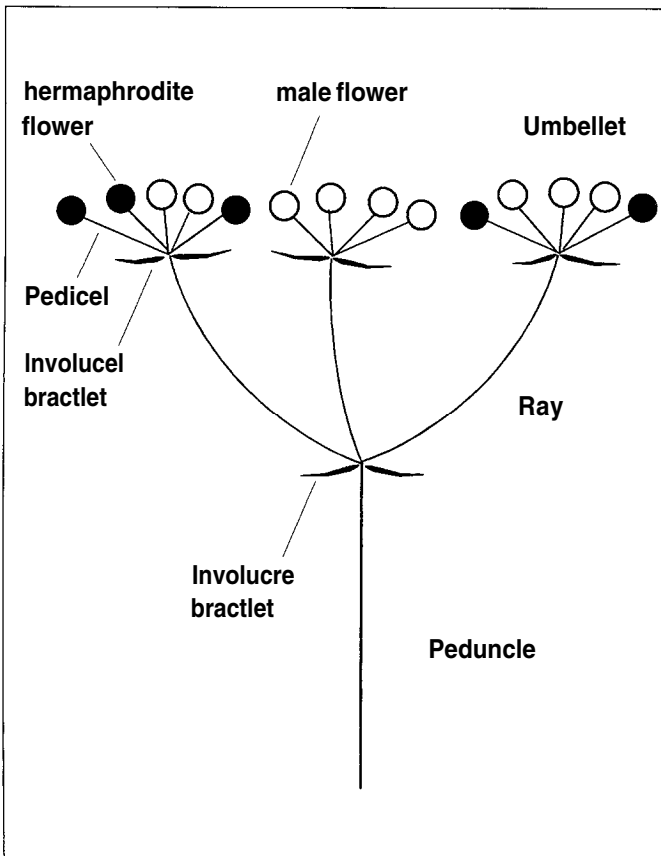 hermaphrodite
flower
male flower
Umbellet
Pedicel
Involucel
bractlet
Ray
Involucre
bractlet
Peduncle